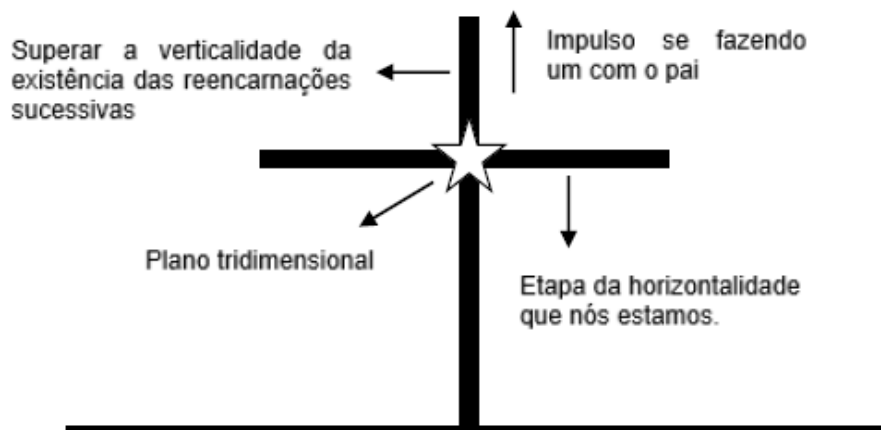 Superar a verticalidade da
existência das reencarnações
sucessivas
Impulso se fazendo
um com o pai
Plano tridimensional
Etapa da horizontalidade
que nós estamos.